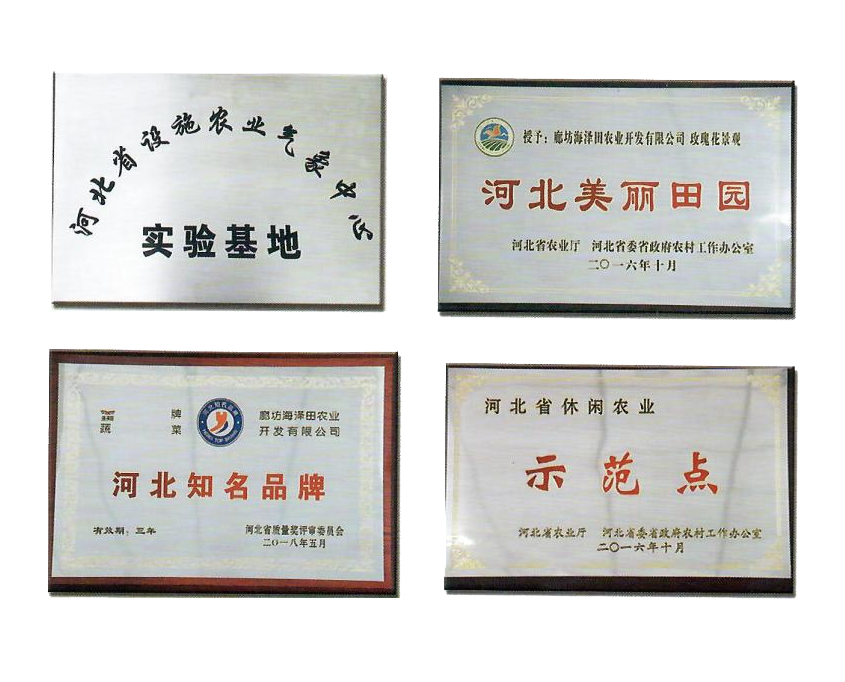 河北省设施农业气象中心
实验基地
授予：廊坊海泽田农业开发有限公司 玫瑰花景观
河北美丽田园
河北省农业厅 河北省委省政府农村工作办公室
二〇一六年十月
牌 廊坊海泽田农业
蔬 菜 开发有限公司
河北知名品牌
有效期：三年 河北省质量奖评审委员会
二〇一八年五月
河北省休闲农业
示范点
河北省农业厅 河北省委省政府农村工作办公室
二〇一六年十月